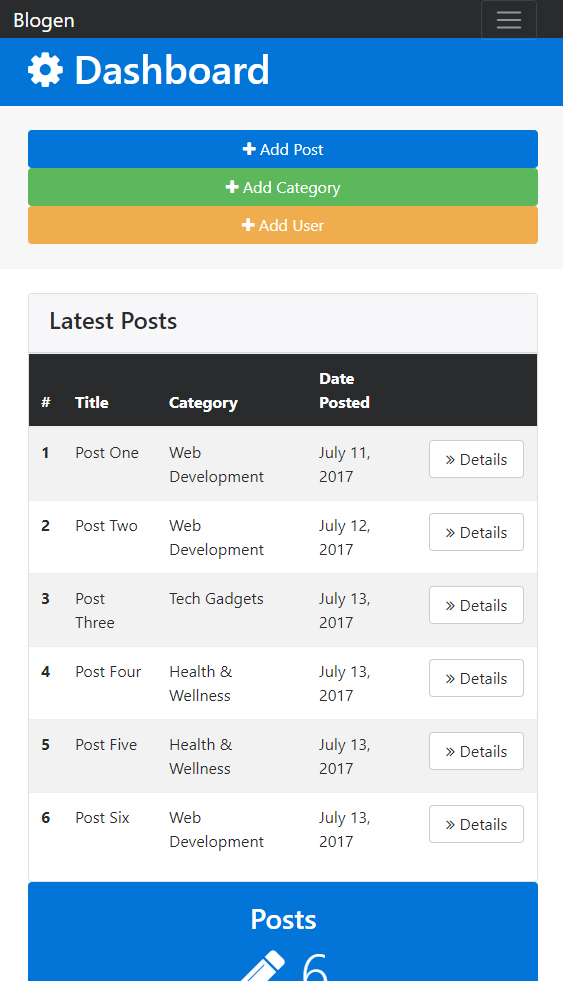 Blogen
Dashboard
Add Post
Add Category
Add User
Latest Posts
# Title Category Date Posted
1 Post One Web Development July 11, 2017 » Details
2 Post Two Web Development July 12, 2017 » Details
3 Post Three Tech Gadgets July 13, 2017 » Details
4 Post Four Health & Wellness July 13, 2017 » Details
5 Post Five Health & Wellness July 13, 2017 » Details
6 Post Six Web Development July 13, 2017 » Details
Posts
6